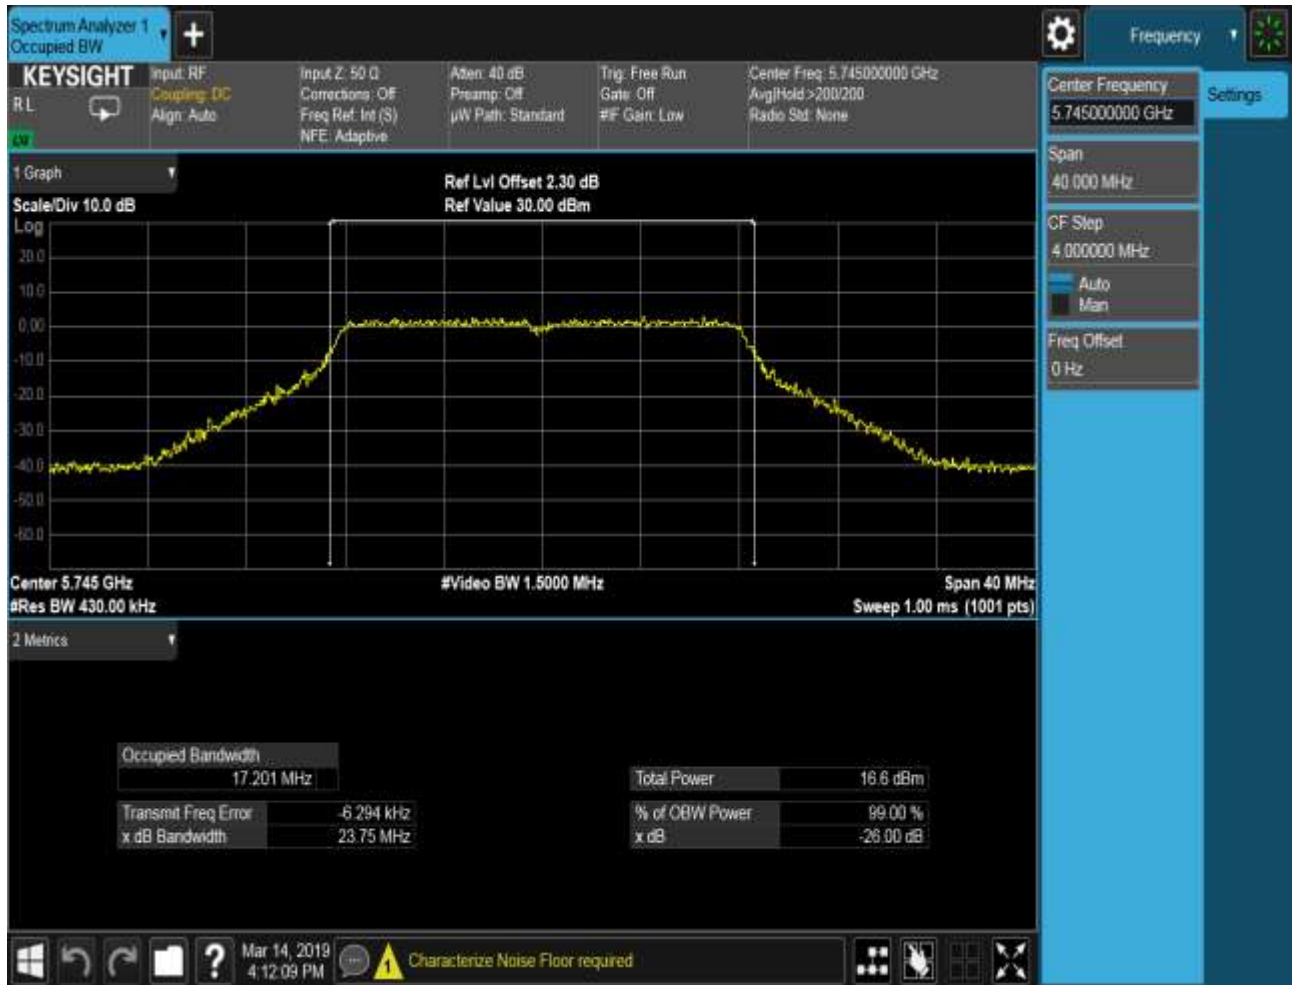 Spectrum Analyzer 1
Occupied BW
Frequency
KEYSIGHT
R L
Input: RF
Coupling: DC
Align: Auto
Input Z: 50 Ω
Corrections: Off
Freq Ref: Int (S)
NFE: Adaptive
Atten: 40 dB
Preamp: Off
µW Path: Standard
Trig: Free Run
Gate: Off
#IF Gain: Low
Center Freq: 5.745000000 GHz
Avg|Hold:>200/200
Radio Std: None
Center Frequency
5.745000000 GHz
Settings
Span
40.000 MHz
CF Step
4.000000 MHz
Auto
Man
Freq Offset
0 Hz
1 Graph
Scale/Div 10.0 dB
Ref Lvl Offset 2.30 dB
Ref Value 30.00 dBm
Log
20.0
10.0
0.00
-10.0
-20.0
-30.0
-40.0
-50.0
-60.0
Center 5.745 GHz
#Video BW 1.5000 MHz
Span 40 MHz
#Res BW 430.00 kHz
Sweep 1.00 ms (1001 pts)
2 Metrics
Occupied Bandwidth
17.201 MHz
Transmit Freq Error -6.294 kHz
x dB Bandwidth 23.75 MHz
Total Power 16.6 dBm
% of OBW Power 99.00 %
x dB -26.00 dB
Mar 14, 2019
4:12:09 PM
1
Characterize Noise Floor required